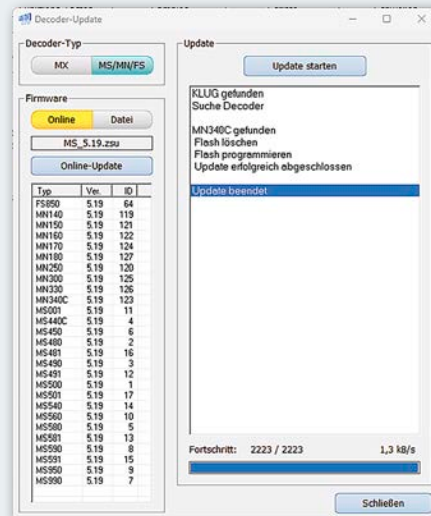 Decoder-Update
Decoder-Typ
MX
MS/MN/FS
Firmware
Online
Datei
MS_5.19.zsu
Online-Update
Typ Ver. ID
FS850 5.19 64
MN140 5.19 119
MN150 5.19 121
MN160 5.19 122
MN170 5.19 124
MN180 5.19 127
MN250 5.19 120
MN300 5.19 125
MN330 5.19 126
MN340C 5.19 123
MS001 5.19 11
MS440C 5.19 4
MS450 5.19 6
MS480 5.19 2
MS481 5.19 16
MS490 5.19 3
MS491 5.19 12
MS500 5.19 1
MS501 5.19 17
MS540 5.19 14
MS560 5.19 10
MS580 5.19 5
MS581 5.19 13
MS590 5.19 8
MS591 5.19 15
MS950 5.19 9
MS990 5.19 7
Update
Update starten
KLUG gefunden
Suche Decoder
MN340C gefunden
Flash löschen
Flash programmieren
Update erfolgreich abgeschlossen
Update beendet
Fortschritt: 2223 / 2223 1,3 kB/s
Schließen